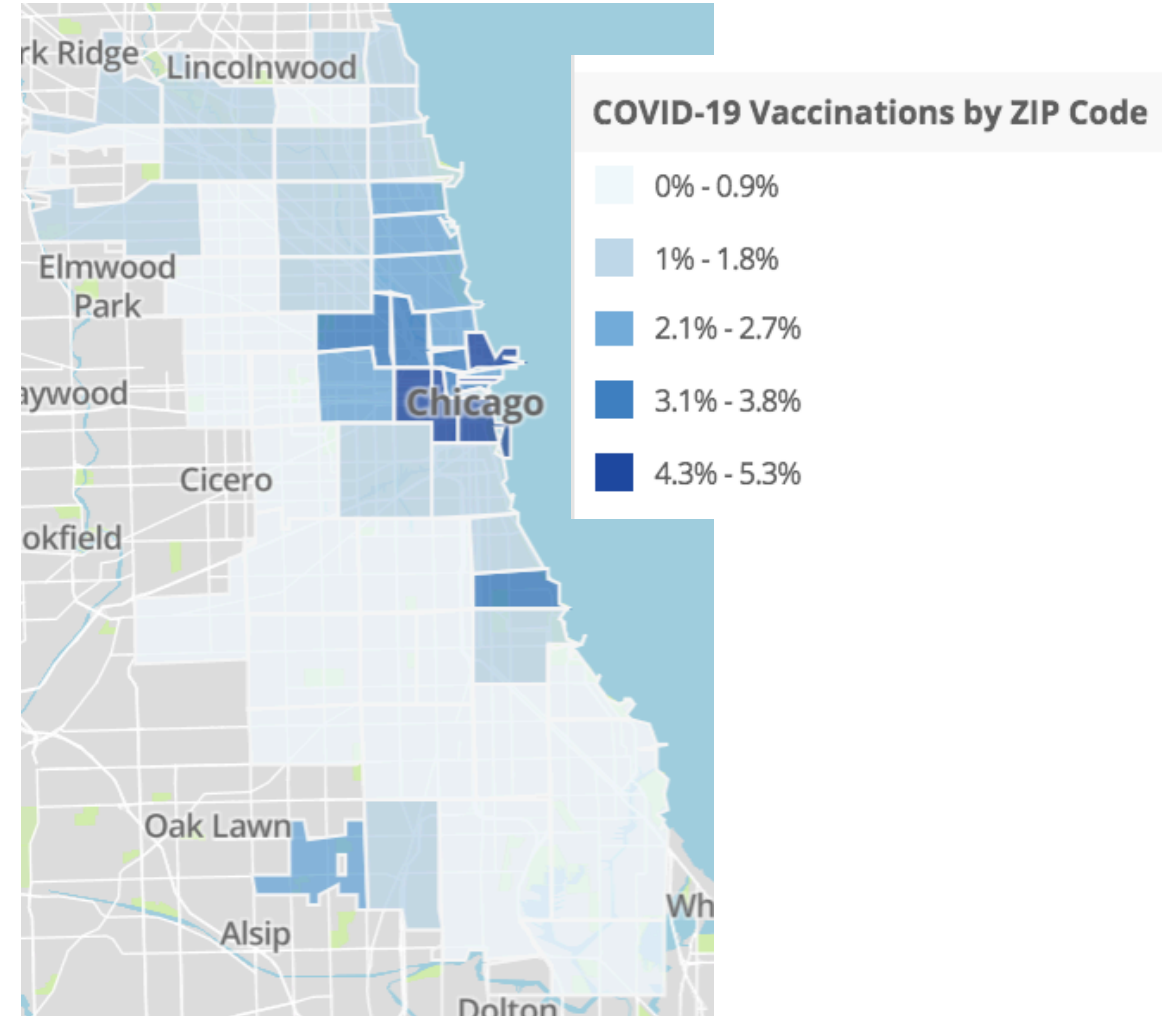 rk Ridge
Lincolnwood
COVID-19 Vaccinations by ZIP Code
0% - 0.9%
1% - 1.8%
2.1% - 2.7%
3.1% - 3.8%
4.3% - 5.3%
Elmwood
Park
aywood
Chicago
Cicero
okfield
Oak Lawn
Wh
Alsip
Dolton